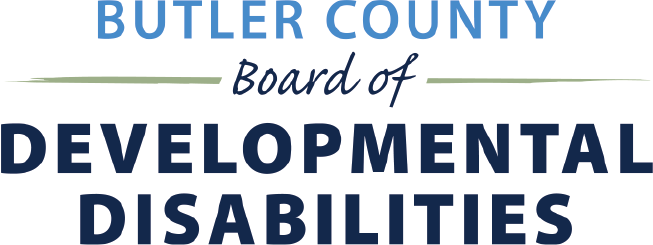 BUTLER COUNTY
Board of
DEVELOPMENTAL
DISABILITIES